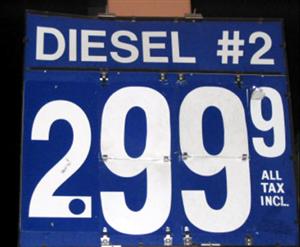 DIESEL #2
2.99 9
ALL
TAX
INCL.